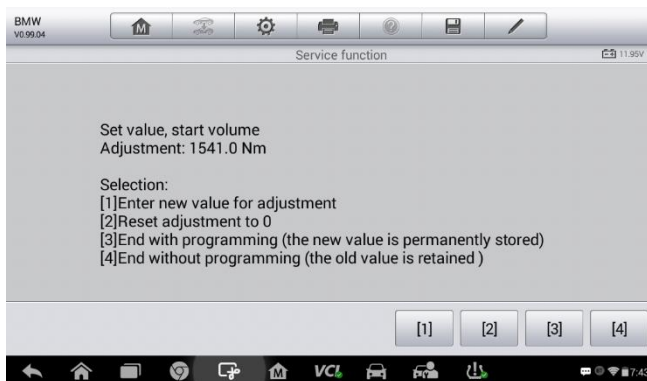 BMW
V0.99.04
Service function
11.95V
Set value, start volume
Adjustment: 1541.0 Nm
Selection:
[1]Enter new value for adjustment
[2]Reset adjustment to 0
[3]End with programming (the new value is permanently stored)
[4]End without programming (the old value is retained )
[1] [2] [3] [4]
VCI
7:43